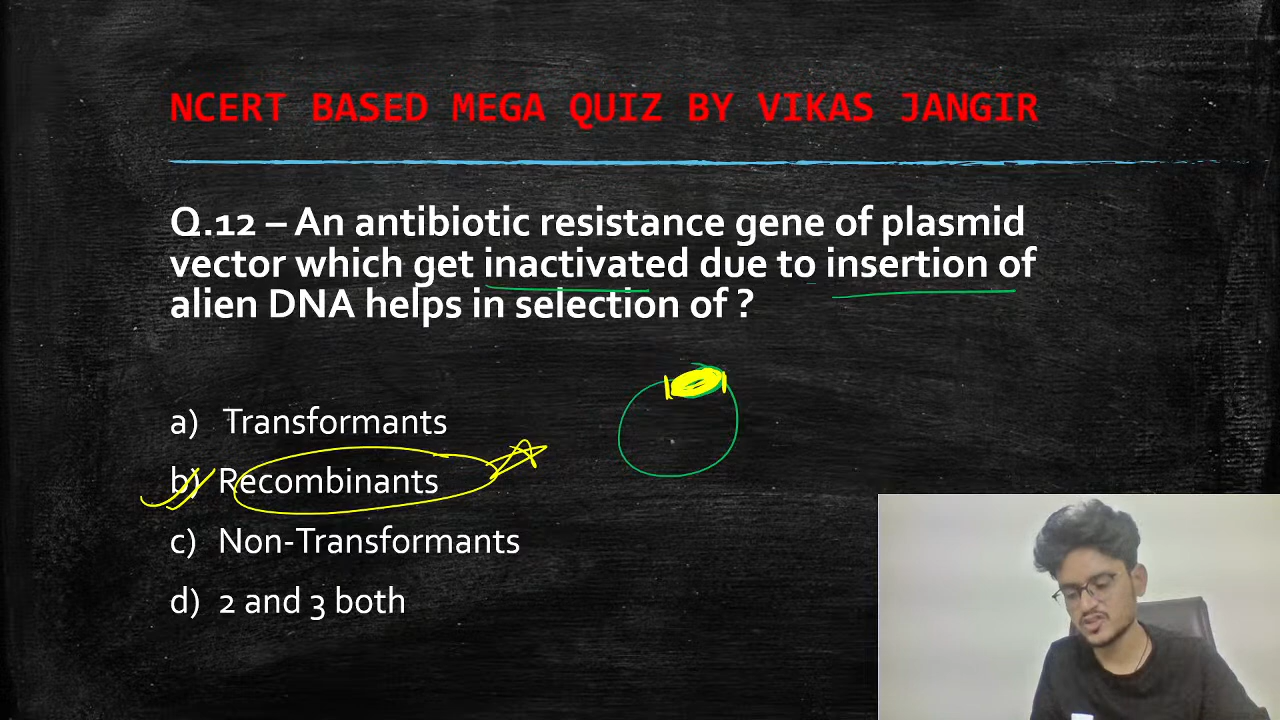 NCERT BASED MEGA QUIZ BY VIKAS JANGIR
Q.12 – An antibiotic resistance gene of plasmid
vector which get inactivated due to insertion of
alien DNA helps in selection of ?
a) Transformants
b) Recombinants
c) Non-Transformants
d) 2 and 3 both